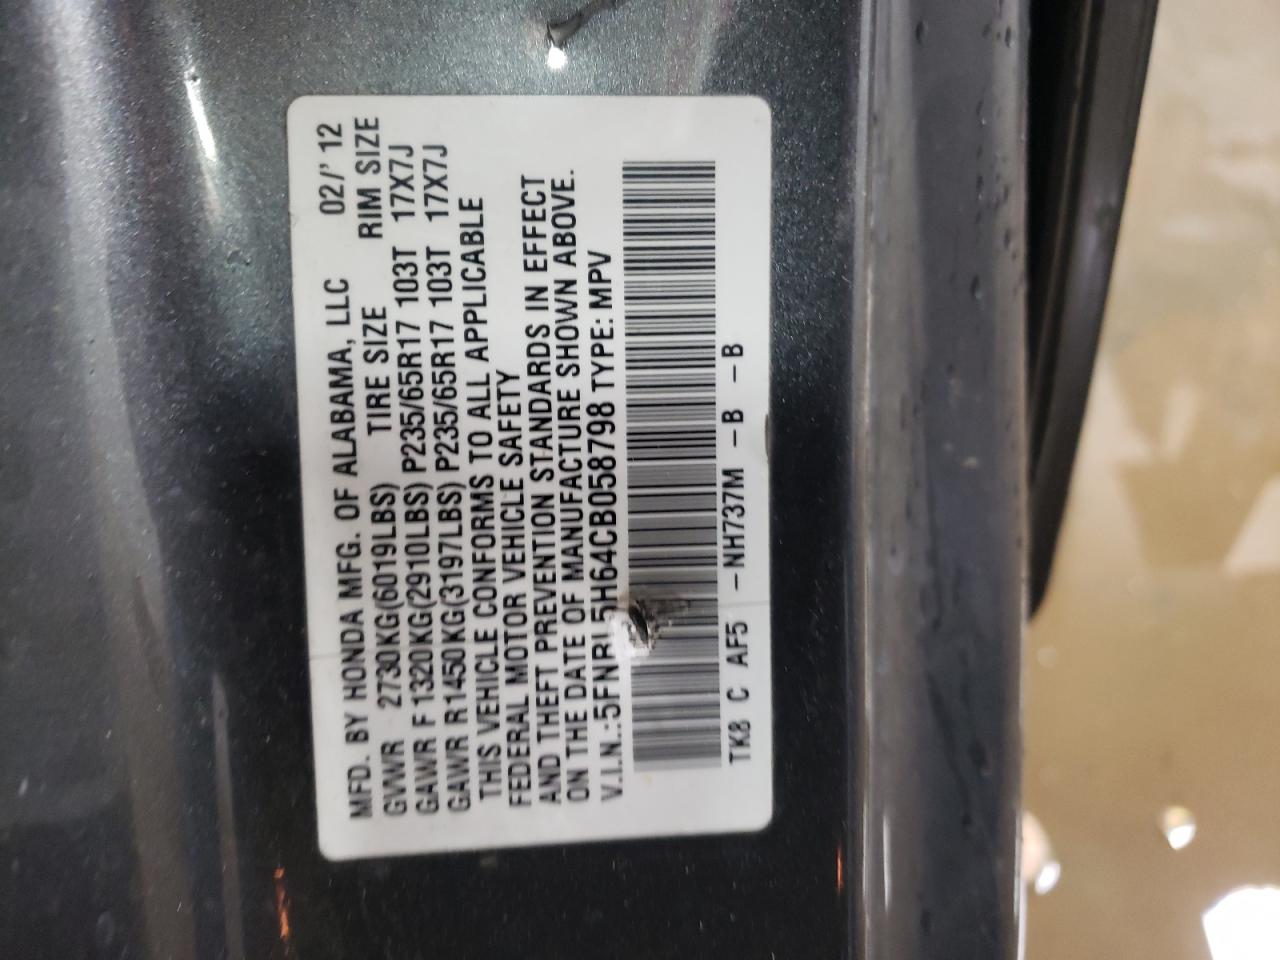 MFD. BY HONDA MFG. OF ALABAMA, LLC 02/'12
GVWR 2730KG(6019LBS) TIRE SIZE RIM SIZE
GAWR F 1320KG(2910LBS) P235/65R17 103T 17X7J
GAWR R1450KG(3197LBS) P235/65R17 103T 17X7J
THIS VEHICLE CONFORMS TO ALL APPLICABLE
FEDERAL MOTOR VEHICLE SAFETY
AND THEFT PREVENTION STANDARDS IN EFFECT
ON THE DATE OF MANUFACTURE SHOWN ABOVE.
V.I.N.:5FNRL5H64CB058798 TYPE: MPV
TK8 C AF5 -NH737M -B -B